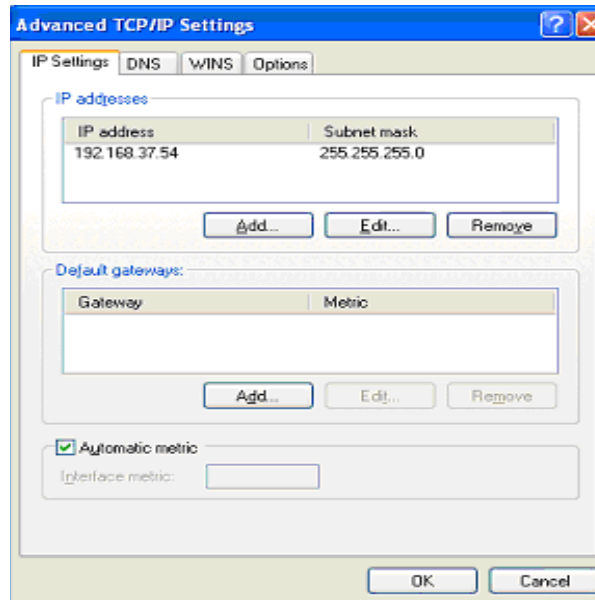 Advanced TCP/IP Settings
IP Settings DNS WINS Options
IP addresses
IP address Subnet mask
192.168.37.54 255.255.255.0
Add... Edit... Remove
Default gateways:
Gateway Metric
Add... Edit... Remove
Automatic metric
Interface metric:
OK Cancel